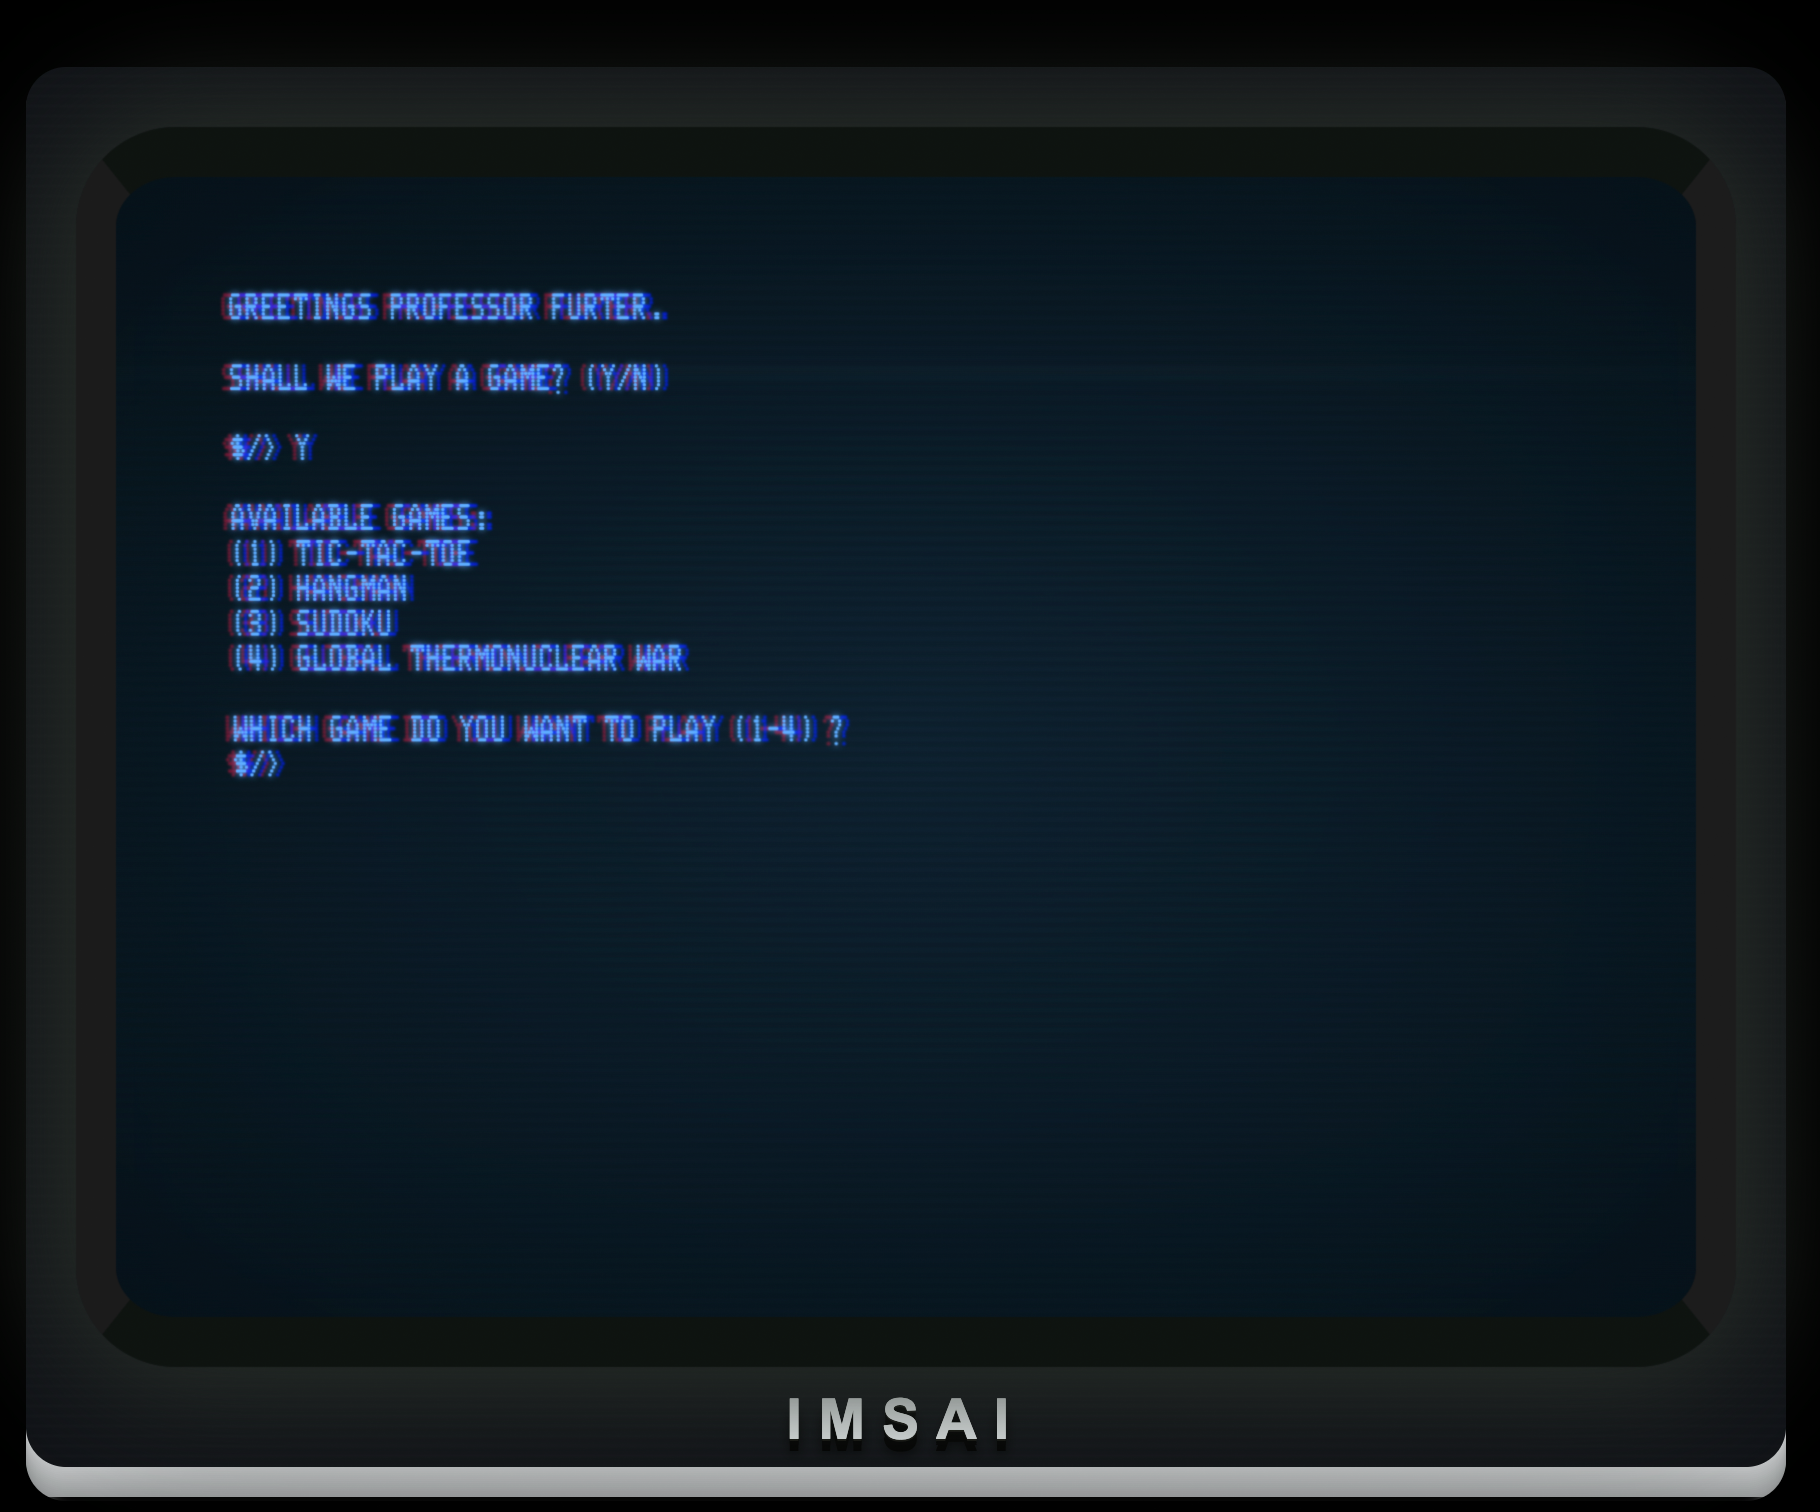 GREETINGS PROFESSOR FURTER.
SHALL WE PLAY A GAME? (Y/N)
$/> Y
AVAILABLE GAMES:
(1) TIC-TAC-TOE
(2) HANGMAN
(3) SUDOKU
(4) GLOBAL THERMONUCLEAR WAR
WHICH GAME DO YOU WANT TO PLAY (1-4) ?
$/>
IMSAI